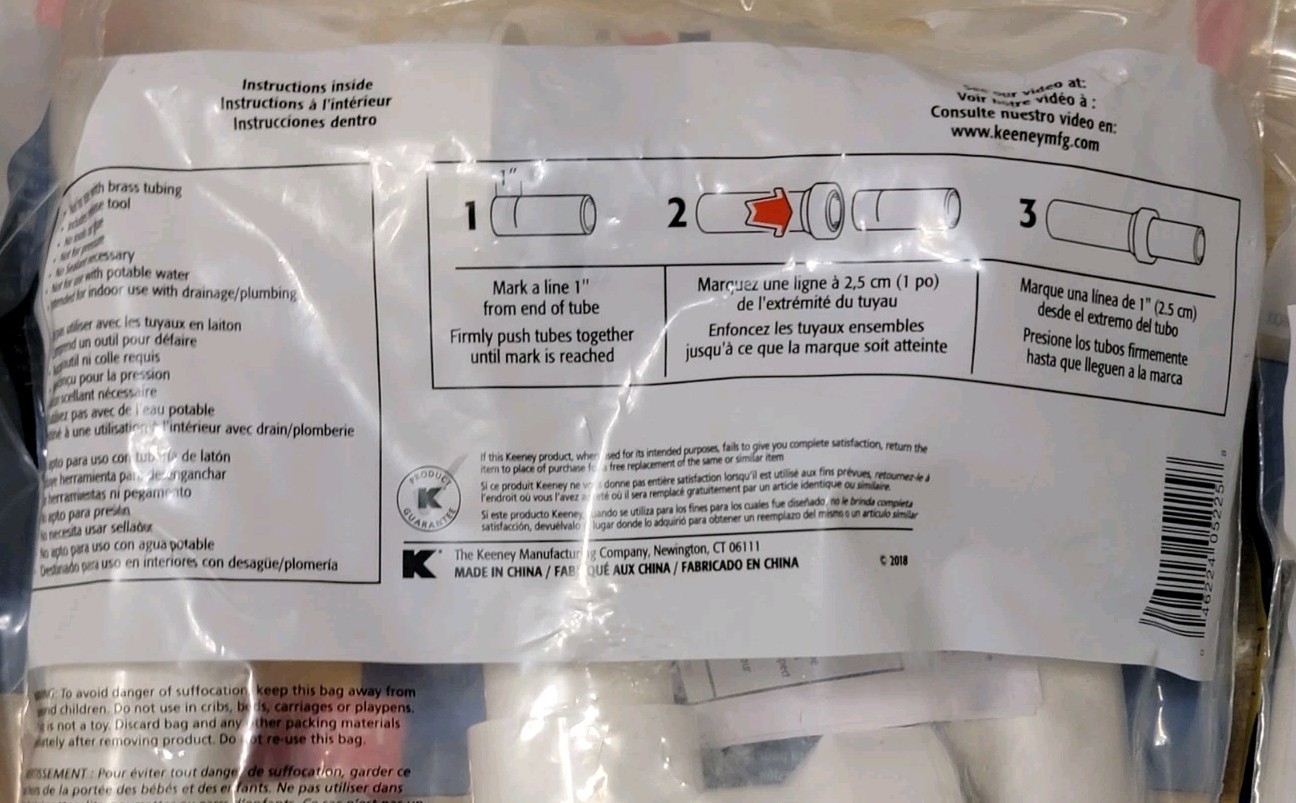 Instructions inside
Instructions à l'intérieur
Instrucciones dentro
See our video at:
Voir notre vidéo à :
Consulte nuestro video en:
www.keeneymfg.com
with brass tubing
tool
necessary
Not for use with potable water
Intended for indoor use with drainage/plumbing
utiliser avec les tuyaux en laiton
un outil pour défaire
ni colle requis
pour la pression
scellant nécessaire
pas avec de l'eau potable
à une utilisation à l'intérieur avec drain/plomberie
para uso con tubería de latón
herramienta para desenganchar
herramientas ni pegamento
apto para presión
necesita usar sellador
No apto para uso con agua potable
Destinado para uso en interiores con desagüe/plomería
1"
1
2
3
Mark a line 1"
from end of tube
Firmly push tubes together
until mark is reached
Marquez une ligne à 2,5 cm (1 po)
de l'extrémité du tuyau
Enfoncez les tuyaux ensembles
jusqu'à ce que la marque soit atteinte
Marque una línea de 1" (2.5 cm)
desde el extremo del tubo
Presione los tubos firmemente
hasta que lleguen a la marca
PRODUCT
K
GUARANTEE
If this Keeney product, when used for its intended purposes, fails to give you complete satisfaction, return the
item to place of purchase for a free replacement of the same or similar item
Si ce produit Keeney ne vous donne pas entière satisfaction lorsqu'il est utilisé aux fins prévues, retournez-le à
l'endroit où vous l'avez acheté où il sera remplacé gratuitement par un article identique ou similaire.
Si este producto Keeney, cuando se utiliza para los fines para los cuales fue diseñado, no le brinda completa
satisfacción, devuélvalo lugar donde lo adquirió para obtener un reemplazo del mismo o un artículo similar
K
The Keeney Manufacturing Company, Newington, CT 06111
MADE IN CHINA / FABRIQUÉ AUX CHINA / FABRICADO EN CHINA
© 2018
0 46224 05225 8
To avoid danger of suffocation, keep this bag away from
and children. Do not use in cribs, beds, carriages or playpens.
is not a toy. Discard bag and any other packing materials
after removing product. Do not re-use this bag.
Pour éviter tout danger de suffocation, garder ce
de la portée des bébés et des enfants. Ne pas utiliser dans